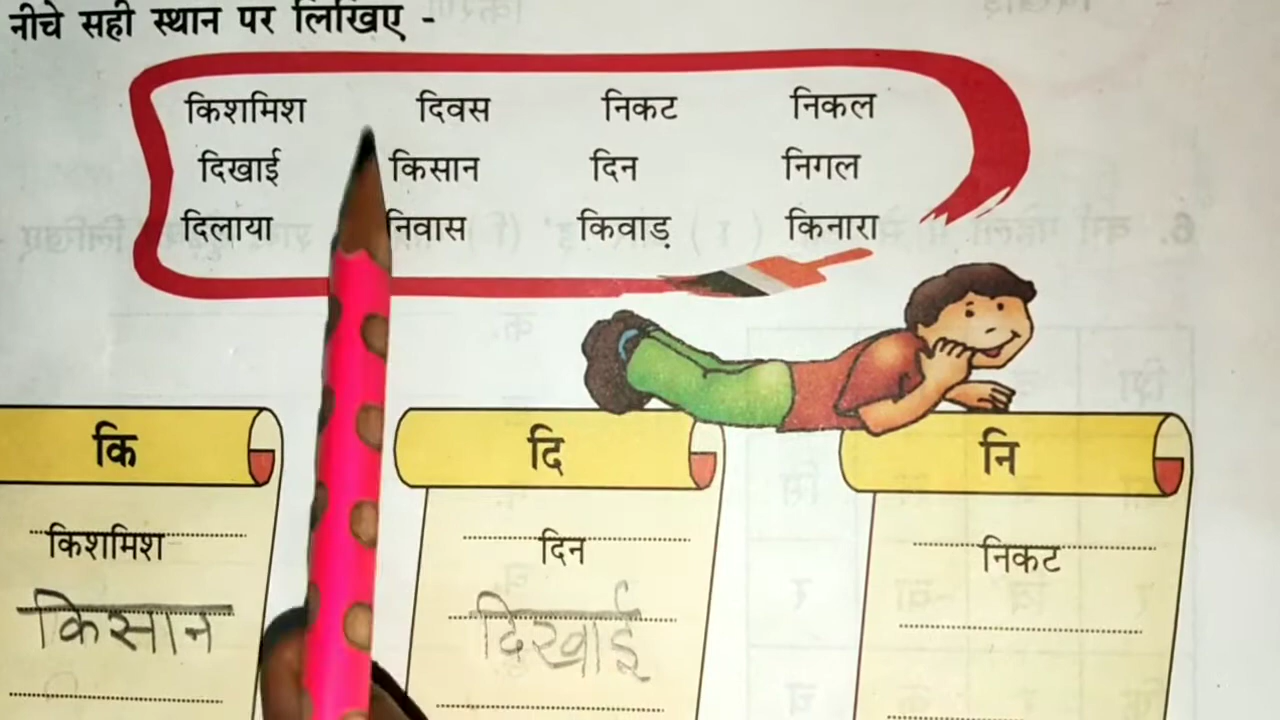 नीचे सही स्थान पर लिखिए -
किशमिश दिवस निकट निकल
दिखाई किसान दिन निगल
दिलाया निवास किवाड़ किनारा
कि दि नि
किशमिश दिन निकट
किसान दिखाई